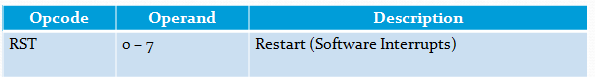 Opcode Operand Description
RST 0 – 7 Restart (Software Interrupts)